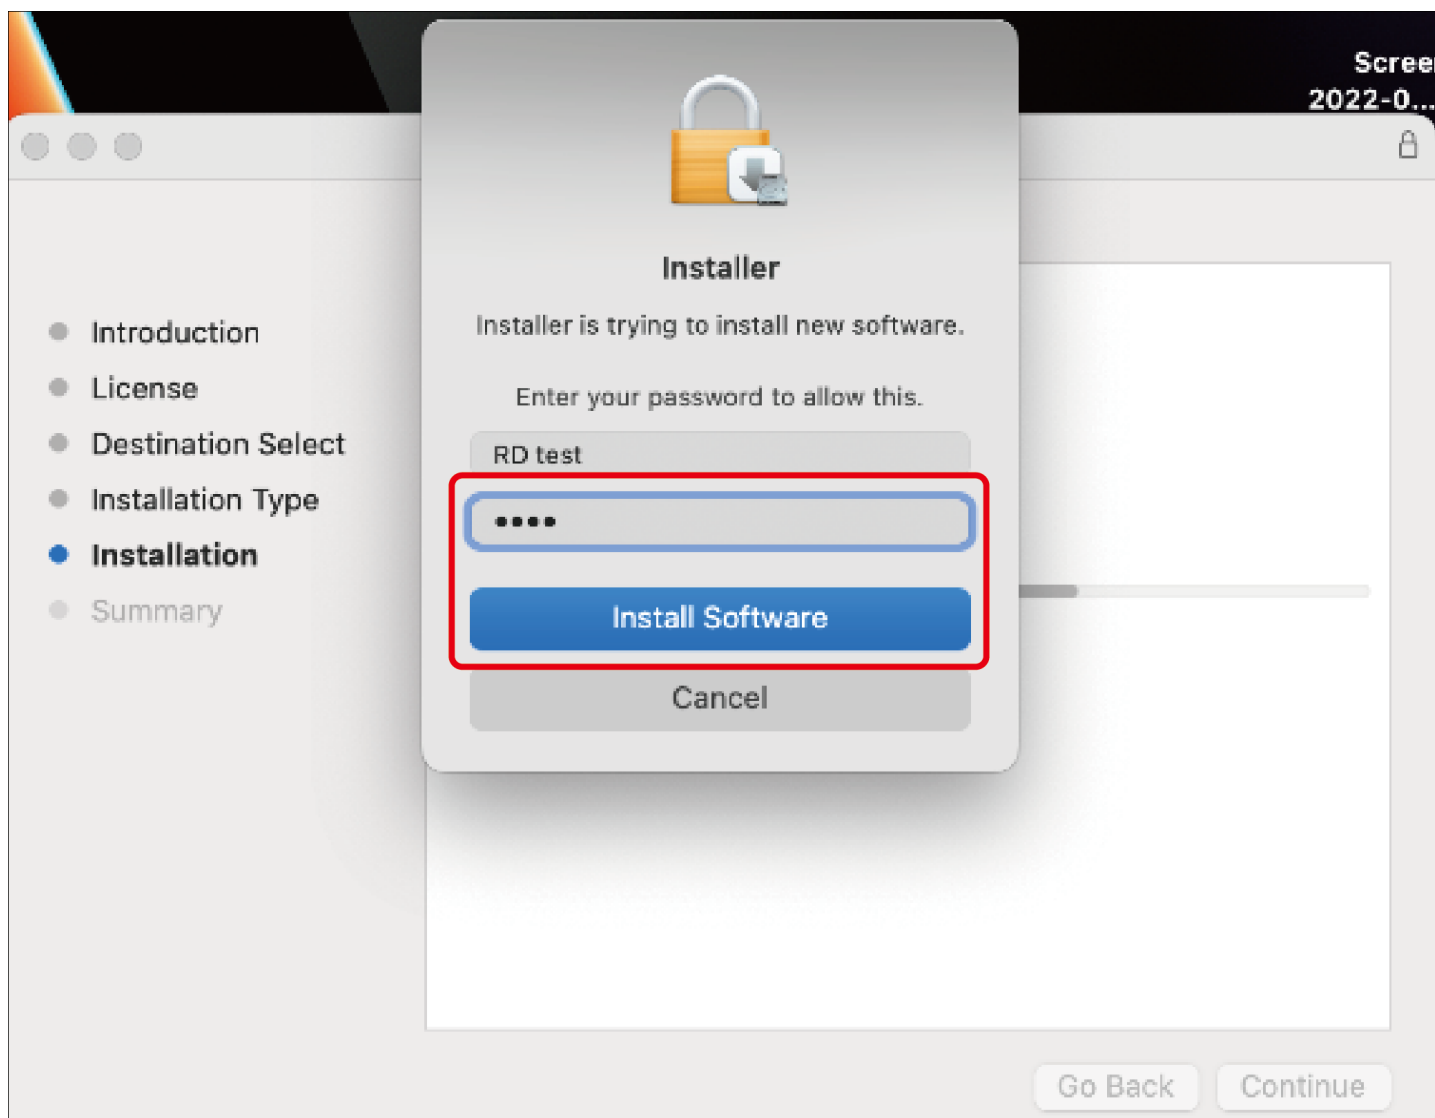 Scree
2022-0...
Installer
Installer is trying to install new software.
Enter your password to allow this.
RD test
••••
Install Software
Cancel
Introduction
License
Destination Select
Installation Type
Installation
Summary
Go Back
Continue